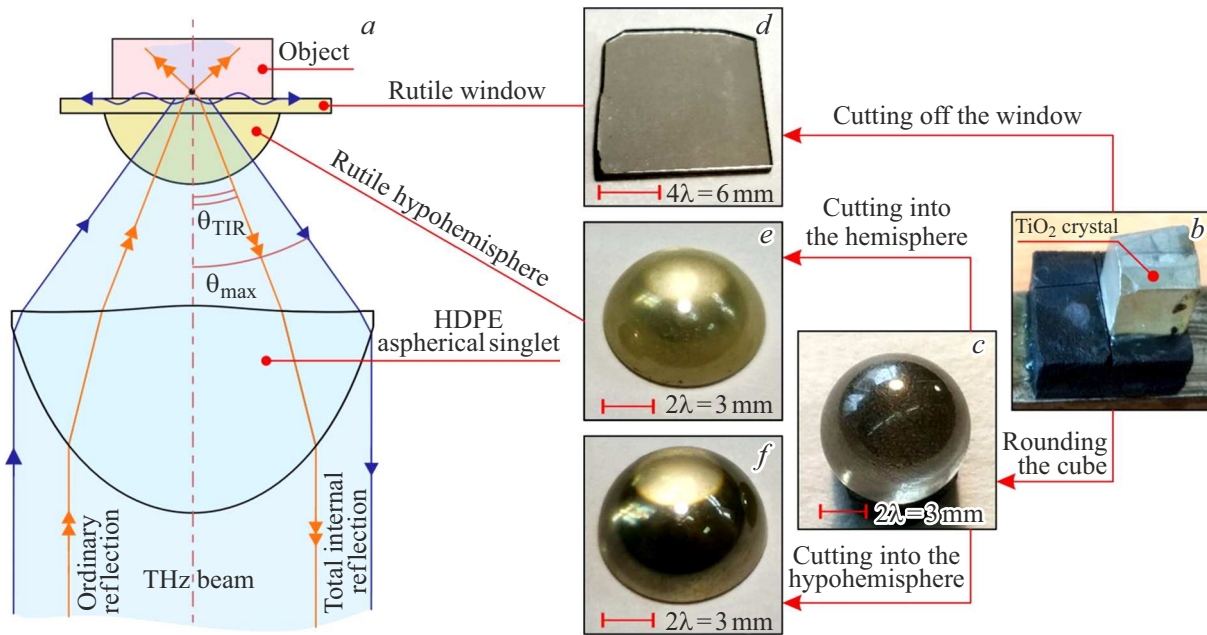 a
Object
Rutile window
Rutile hypohemisphere
θTIR
θmax
HDPE
aspherical singlet
Ordinary
reflection
THz beam
Total internal
reflection
d
4λ = 6 mm
Cutting off the window
e
2λ = 3 mm
Cutting into
the hemisphere
TiO2 crystal
b
c
2λ = 3 mm
Rounding
the cube
f
2λ = 3 mm
Cutting into the
hypohemisphere